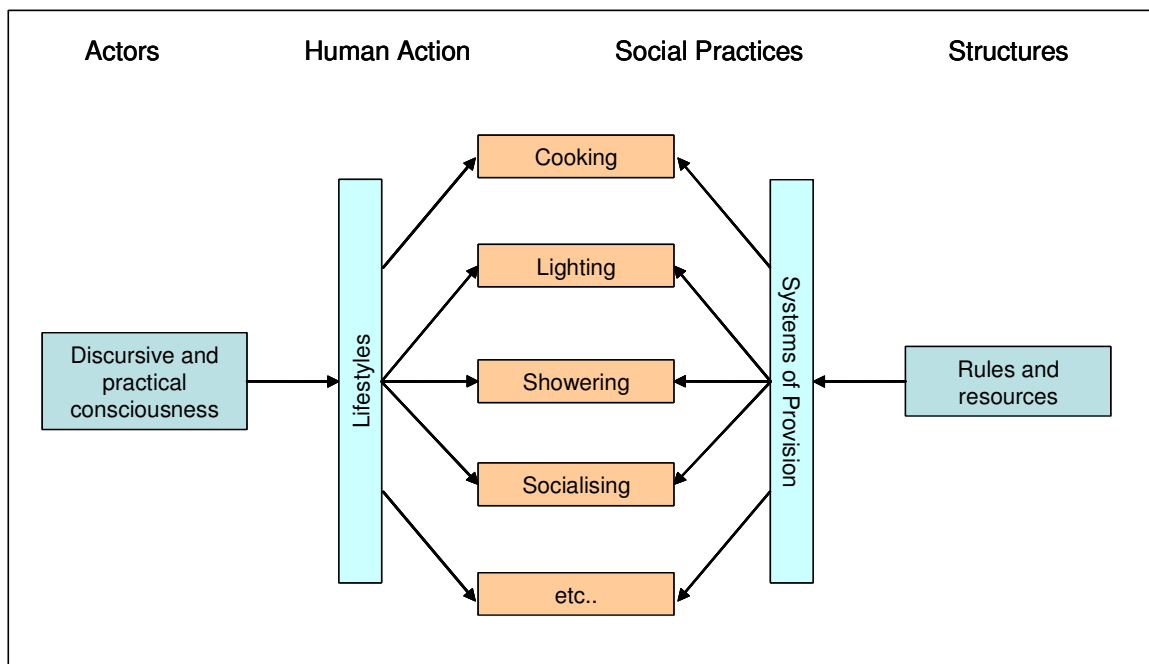 Actors
Human Action
Social Practices
Structures
Cooking
Lighting
Showering
Socialising
etc..
Discursive and
practical
consciousness
Lifestyles
Systems of Provision
Rules and
resources